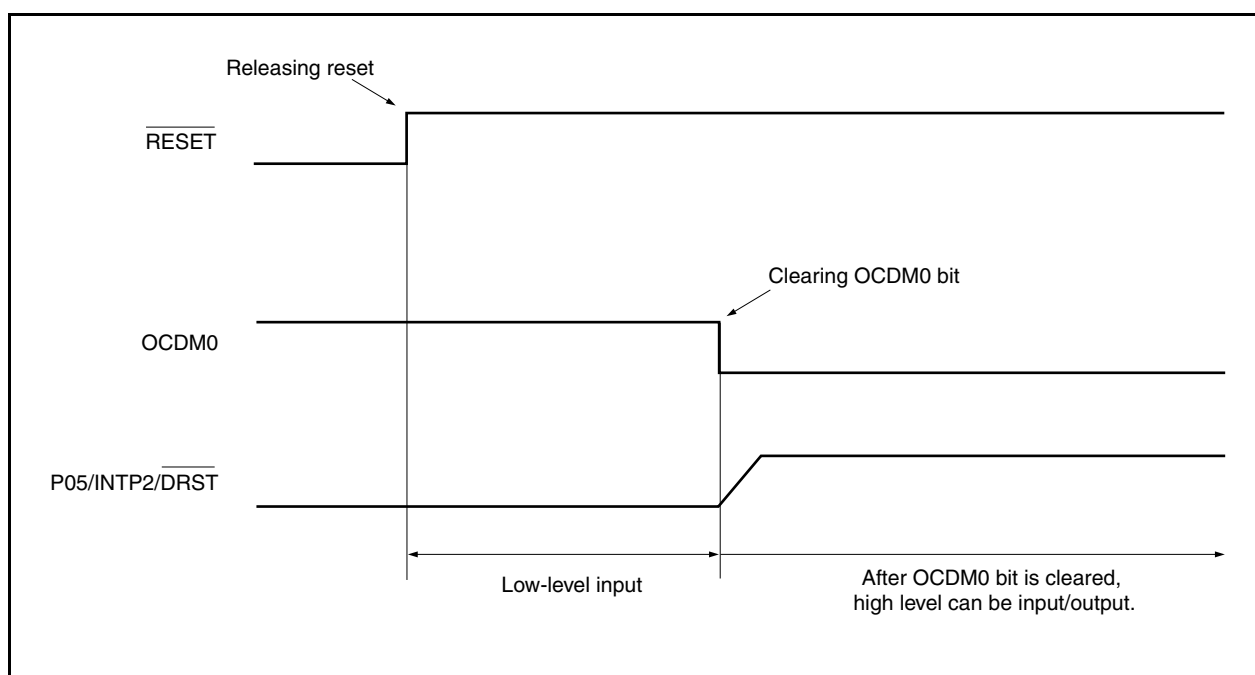 Releasing reset
RESET
Clearing OCDM0 bit
OCDM0
P05/INTP2/DRST
Low-level input
After OCDM0 bit is cleared,
high level can be input/output.